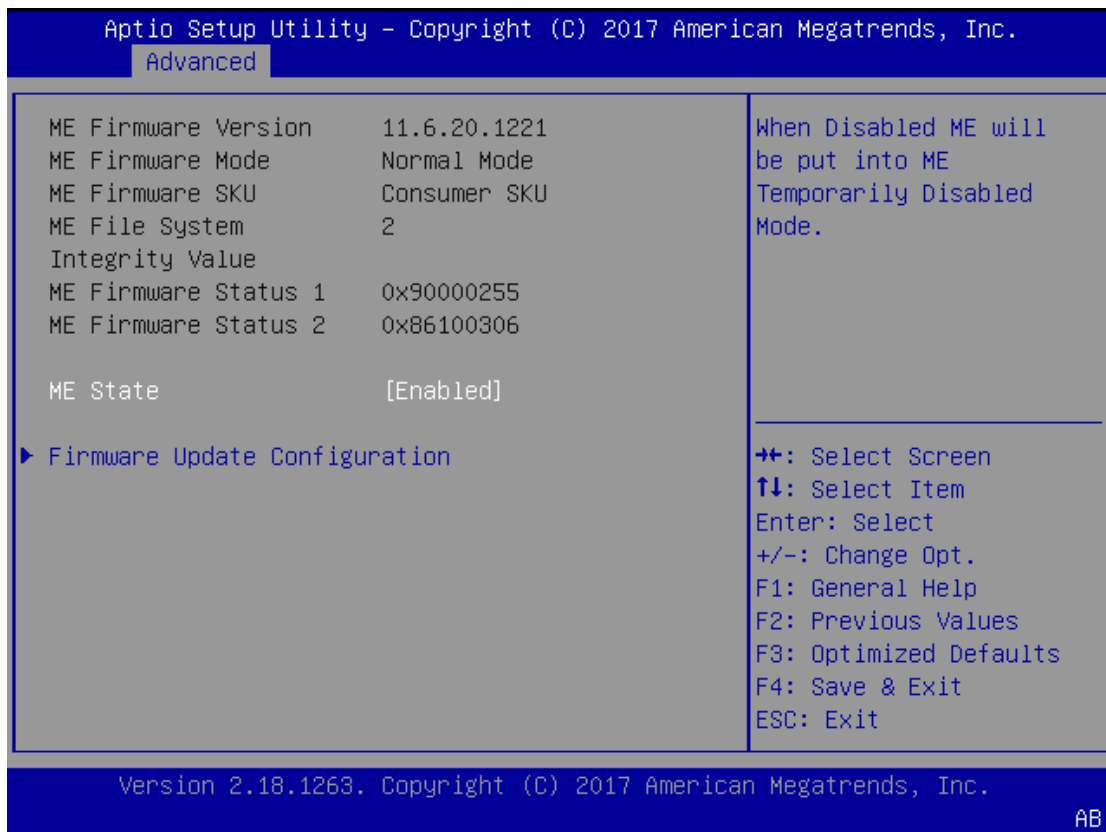 Aptio Setup Utility – Copyright (C) 2017 American Megatrends, Inc.
Advanced
ME Firmware Version 11.6.20.1221
ME Firmware Mode Normal Mode
ME Firmware SKU Consumer SKU
ME File System 2
Integrity Value
ME Firmware Status 1 0x90000255
ME Firmware Status 2 0x86100306
ME State [Enabled]
▶ Firmware Update Configuration
When Disabled ME will
be put into ME
Temporarily Disabled
Mode.
→←: Select Screen
↑↓: Select Item
Enter: Select
+/-: Change Opt.
F1: General Help
F2: Previous Values
F3: Optimized Defaults
F4: Save & Exit
ESC: Exit
Version 2.18.1263. Copyright (C) 2017 American Megatrends, Inc.
AB